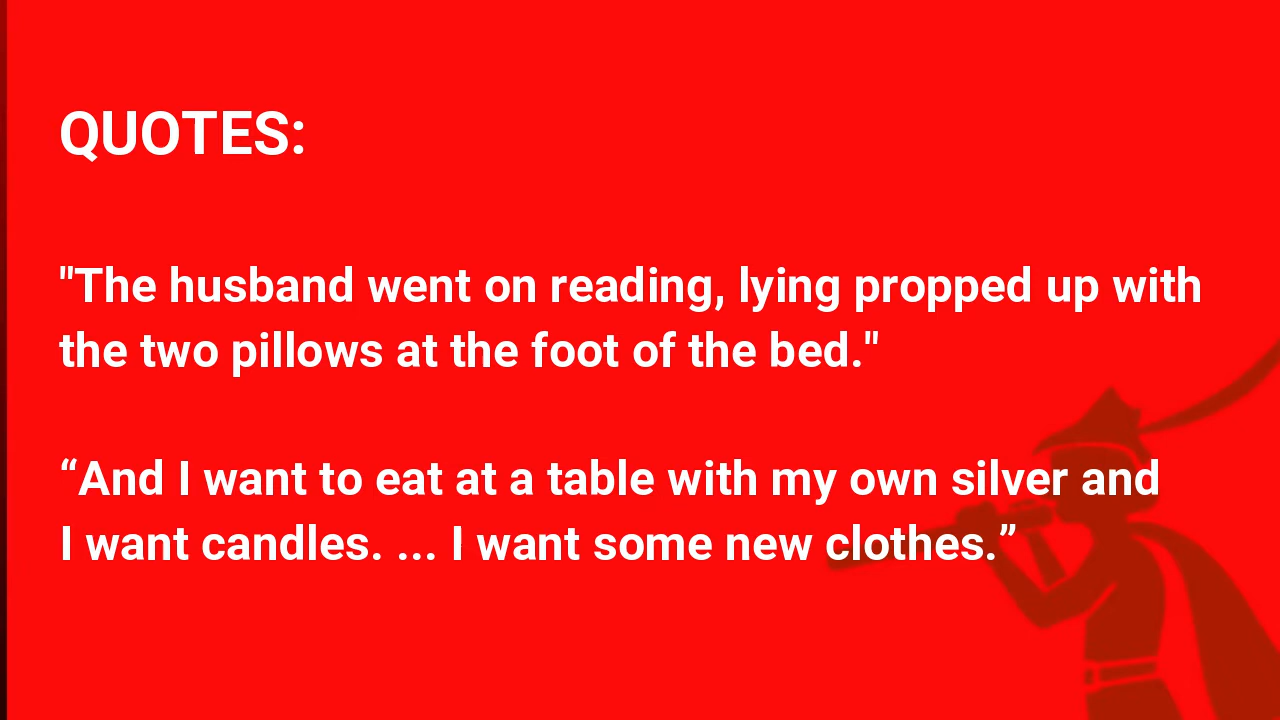 QUOTES:
"The husband went on reading, lying propped up with
the two pillows at the foot of the bed."
“And I want to eat at a table with my own silver and
I want candles. ... I want some new clothes.”